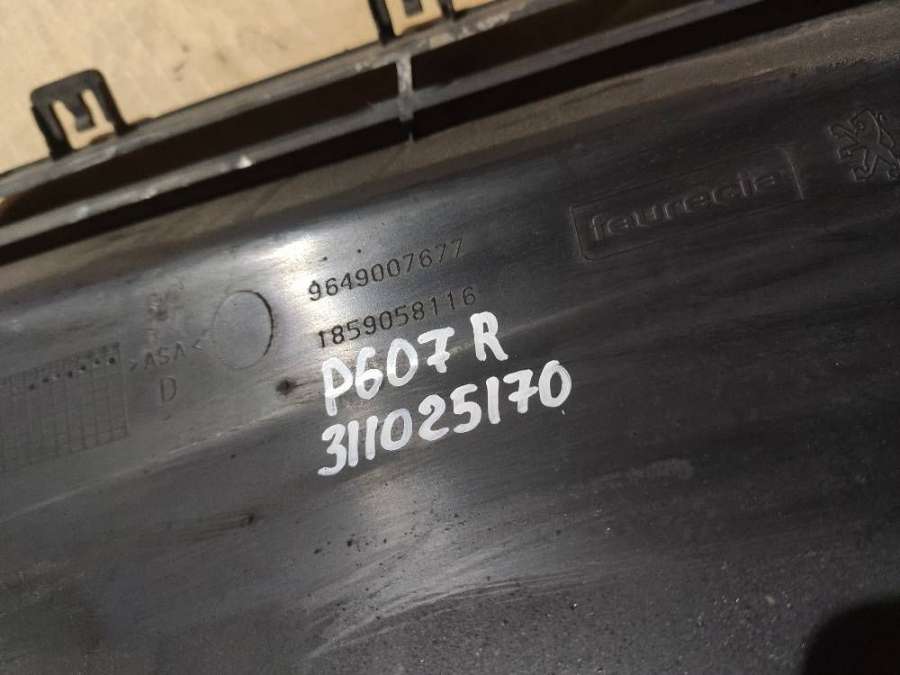 faurecia
9649007677
1859058116
>ASA<
D
P607 R
311025170